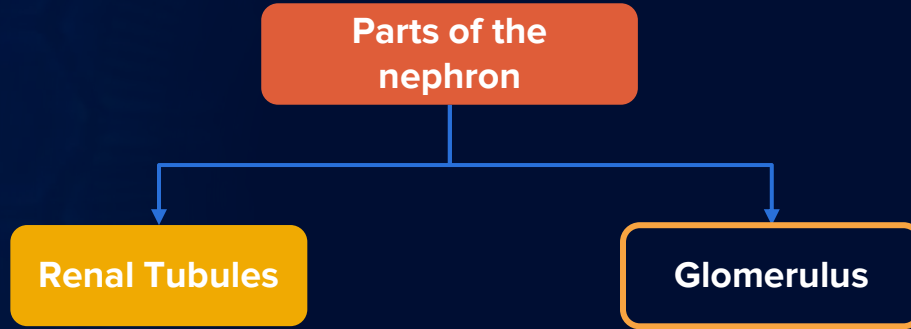 Parts of the
nephron
Renal Tubules
Glomerulus